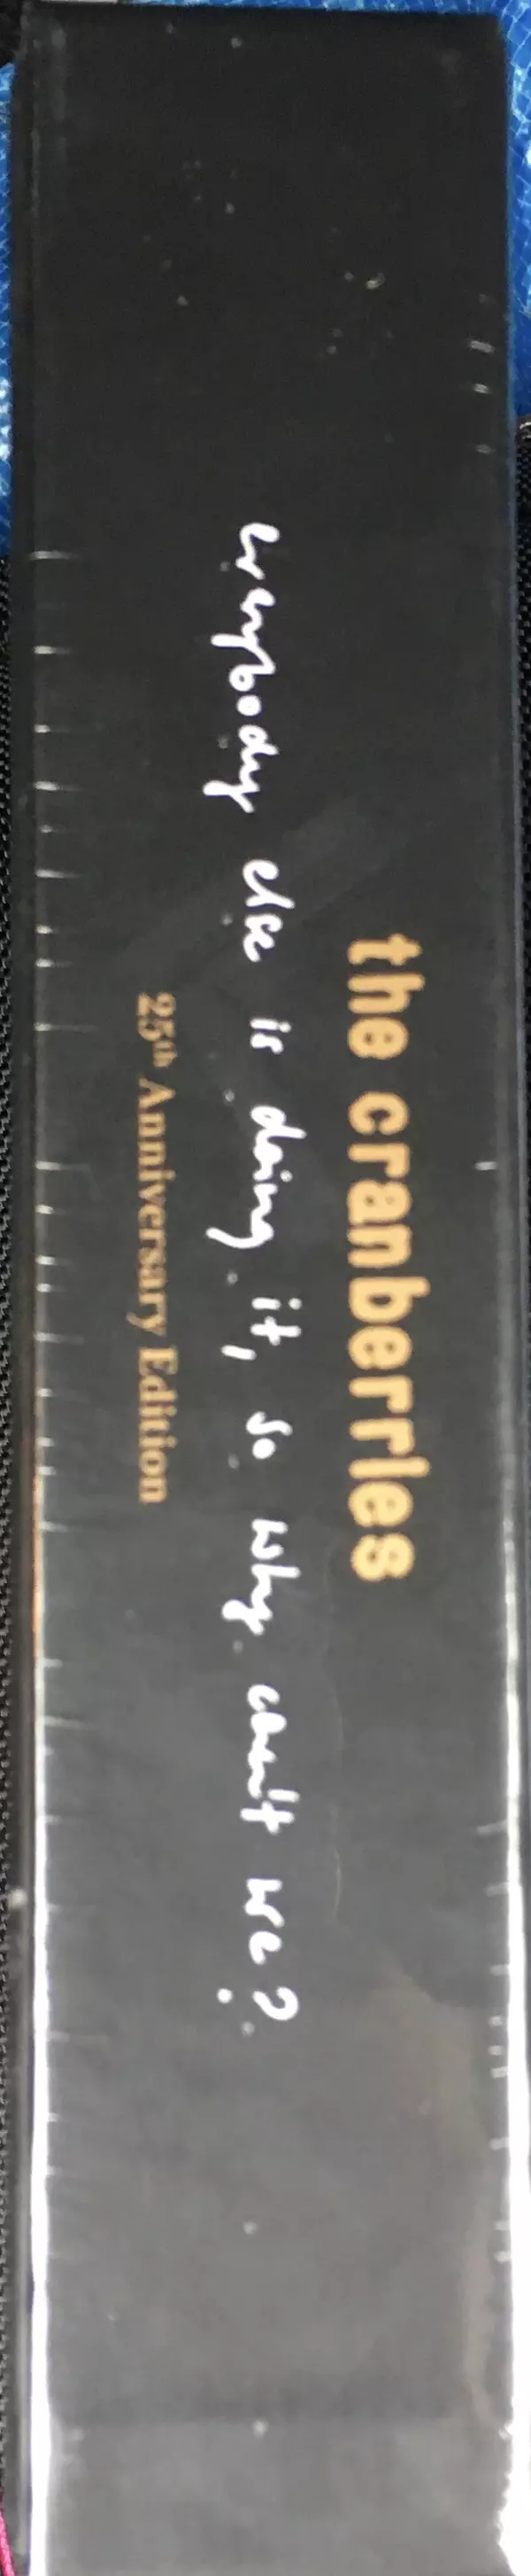 the cranberries
everybody else is doing it, so why can't we?
25th Anniversary Edition